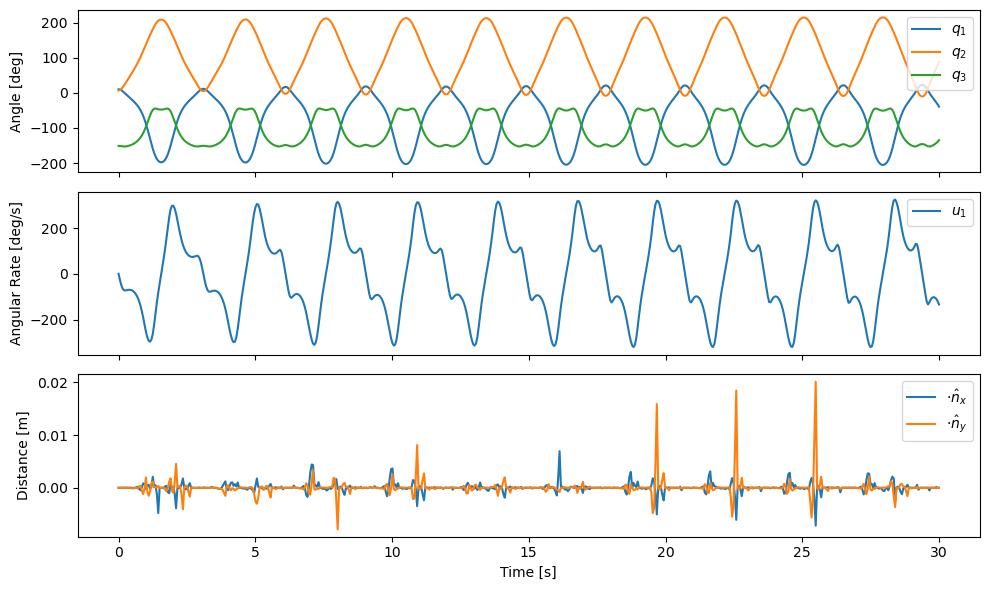 Angle [deg]
200
100
0
−100
−200
q₁
q₂
q₃
Angular Rate [deg/s]
200
0
−200
u₁
Distance [m]
0.02
0.01
0.00
·n̂ₓ
·n̂ᵧ
0
5
10
15
20
25
30
Time [s]